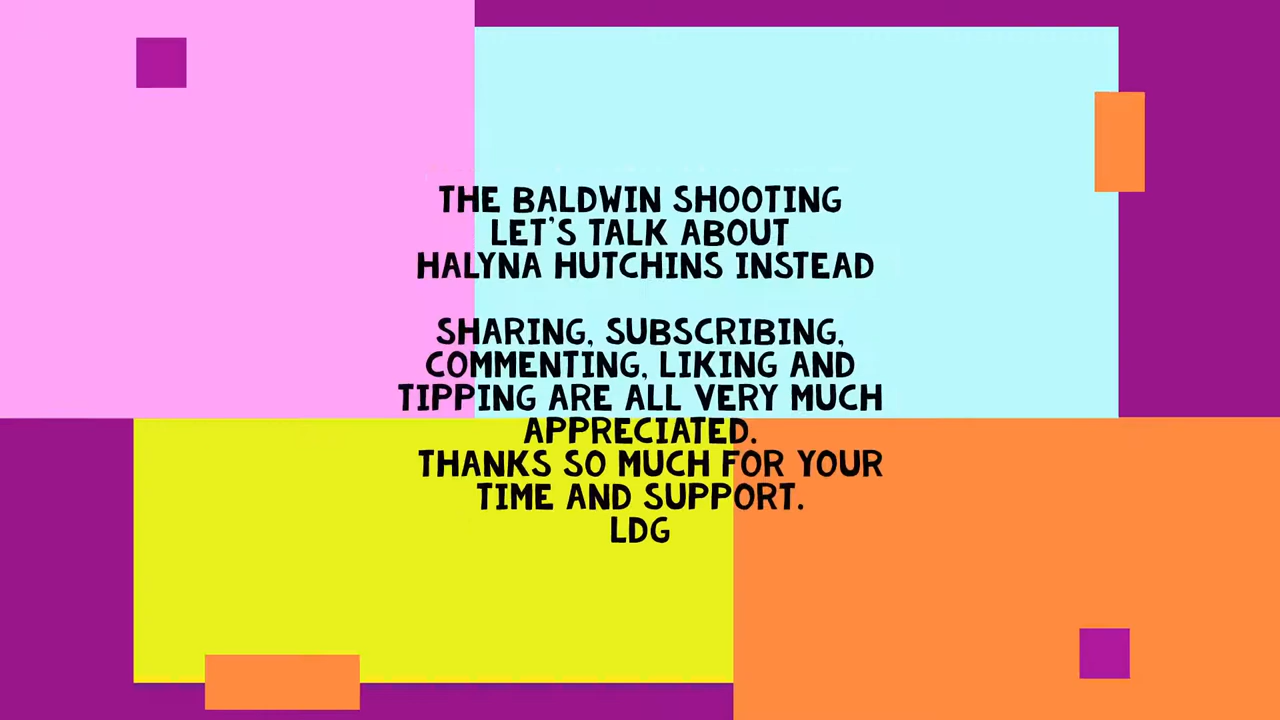 THE BALDWIN SHOOTING
LET'S TALK ABOUT
HALYNA HUTCHINS INSTEAD
SHARING, SUBSCRIBING,
COMMENTING, LIKING AND
TIPPING ARE ALL VERY MUCH
APPRECIATED.
THANKS SO MUCH FOR YOUR
TIME AND SUPPORT.
LDG